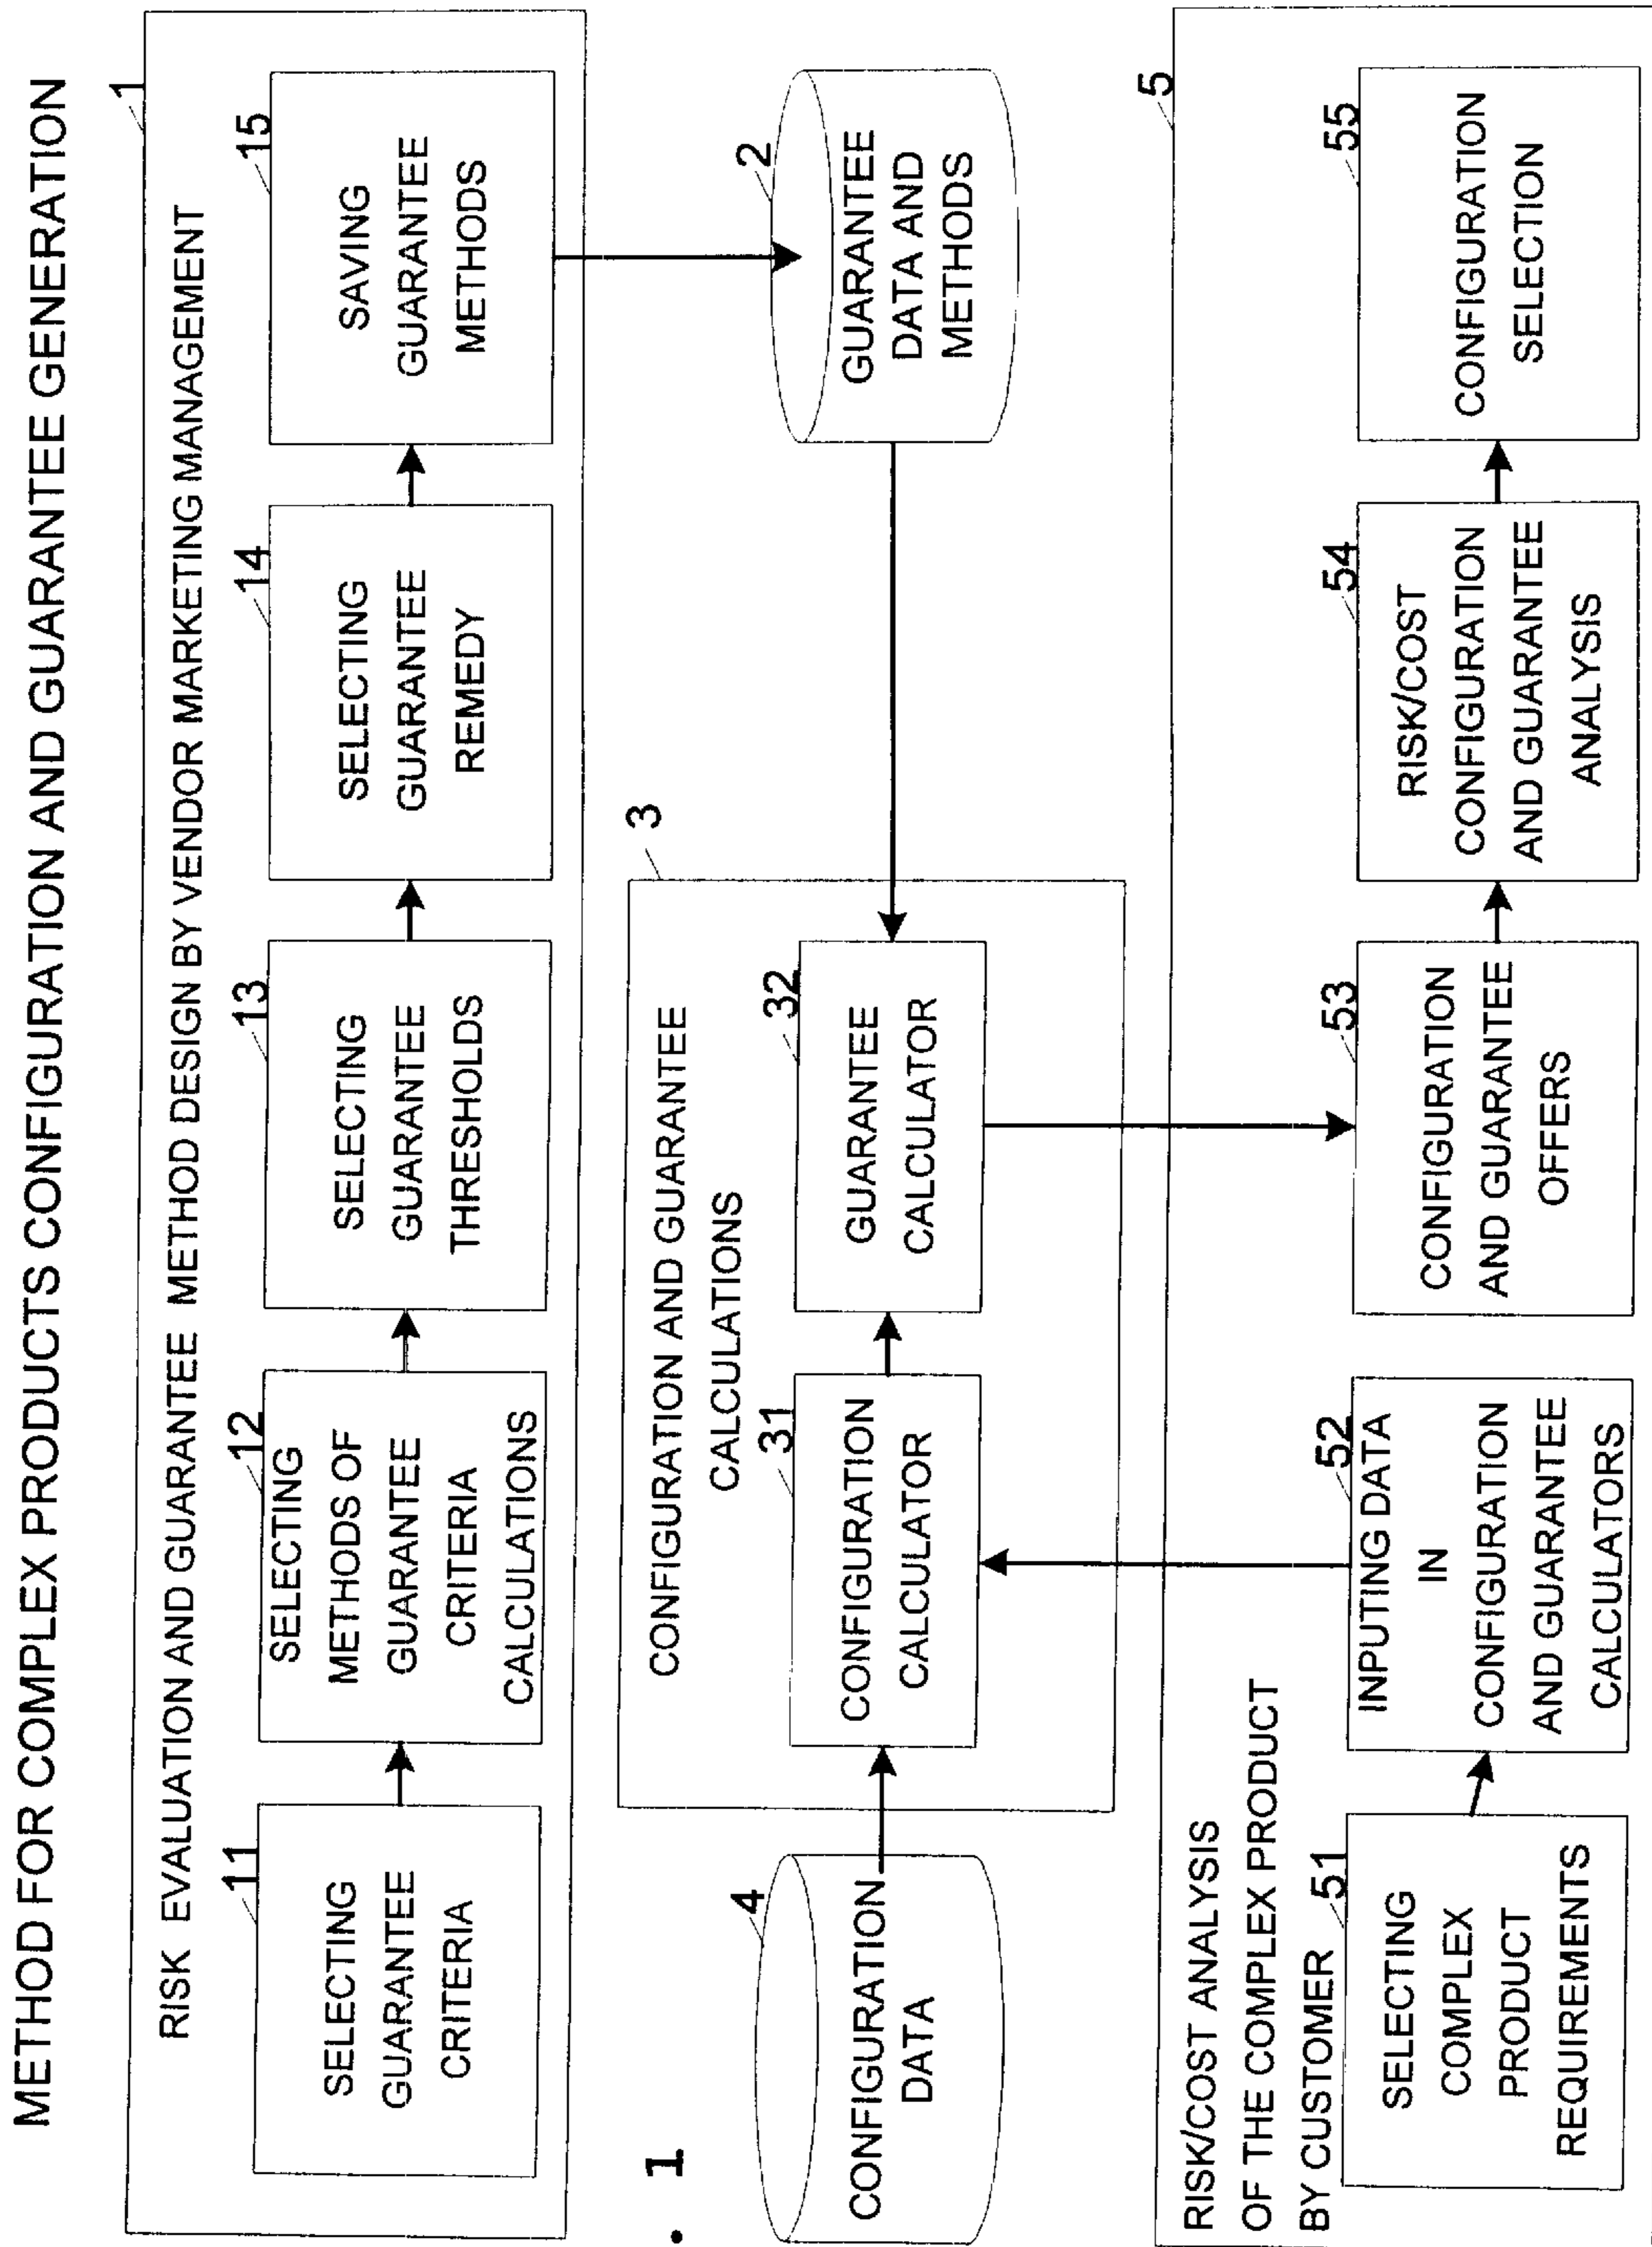 METHOD FOR COMPLEX PRODUCTS CONFIGURATION AND GUARANTEE GENERATION
1
RISK EVALUATION AND GUARANTEE METHOD DESIGN BY VENDOR MARKETING MANAGEMENT
11
SELECTING
GUARANTEE
CRITERIA
12
SELECTING
METHODS OF
GUARANTEE
CRITERIA
CALCULATIONS
13
SELECTING
GUARANTEE
THRESHOLDS
14
SELECTING
GUARANTEE
REMEDY
15
SAVING
GUARANTEE
METHODS
. 1
4
CONFIGURATION
DATA
3
CONFIGURATION AND GUARANTEE
CALCULATIONS
31
CONFIGURATION
CALCULATOR
32
GUARANTEE
CALCULATOR
2
GUARANTEE
DATA AND
METHODS
5
RISK/COST ANALYSIS
OF THE COMPLEX PRODUCT
BY CUSTOMER
51
SELECTING
COMPLEX
PRODUCT
REQUIREMENTS
52
INPUTING DATA
IN
CONFIGURATION
AND GUARANTEE
CALCULATORS
53
CONFIGURATION
AND GUARANTEE
OFFERS
54
RISK/COST
CONFIGURATION
AND GUARANTEE
ANALYSIS
55
CONFIGURATION
SELECTION